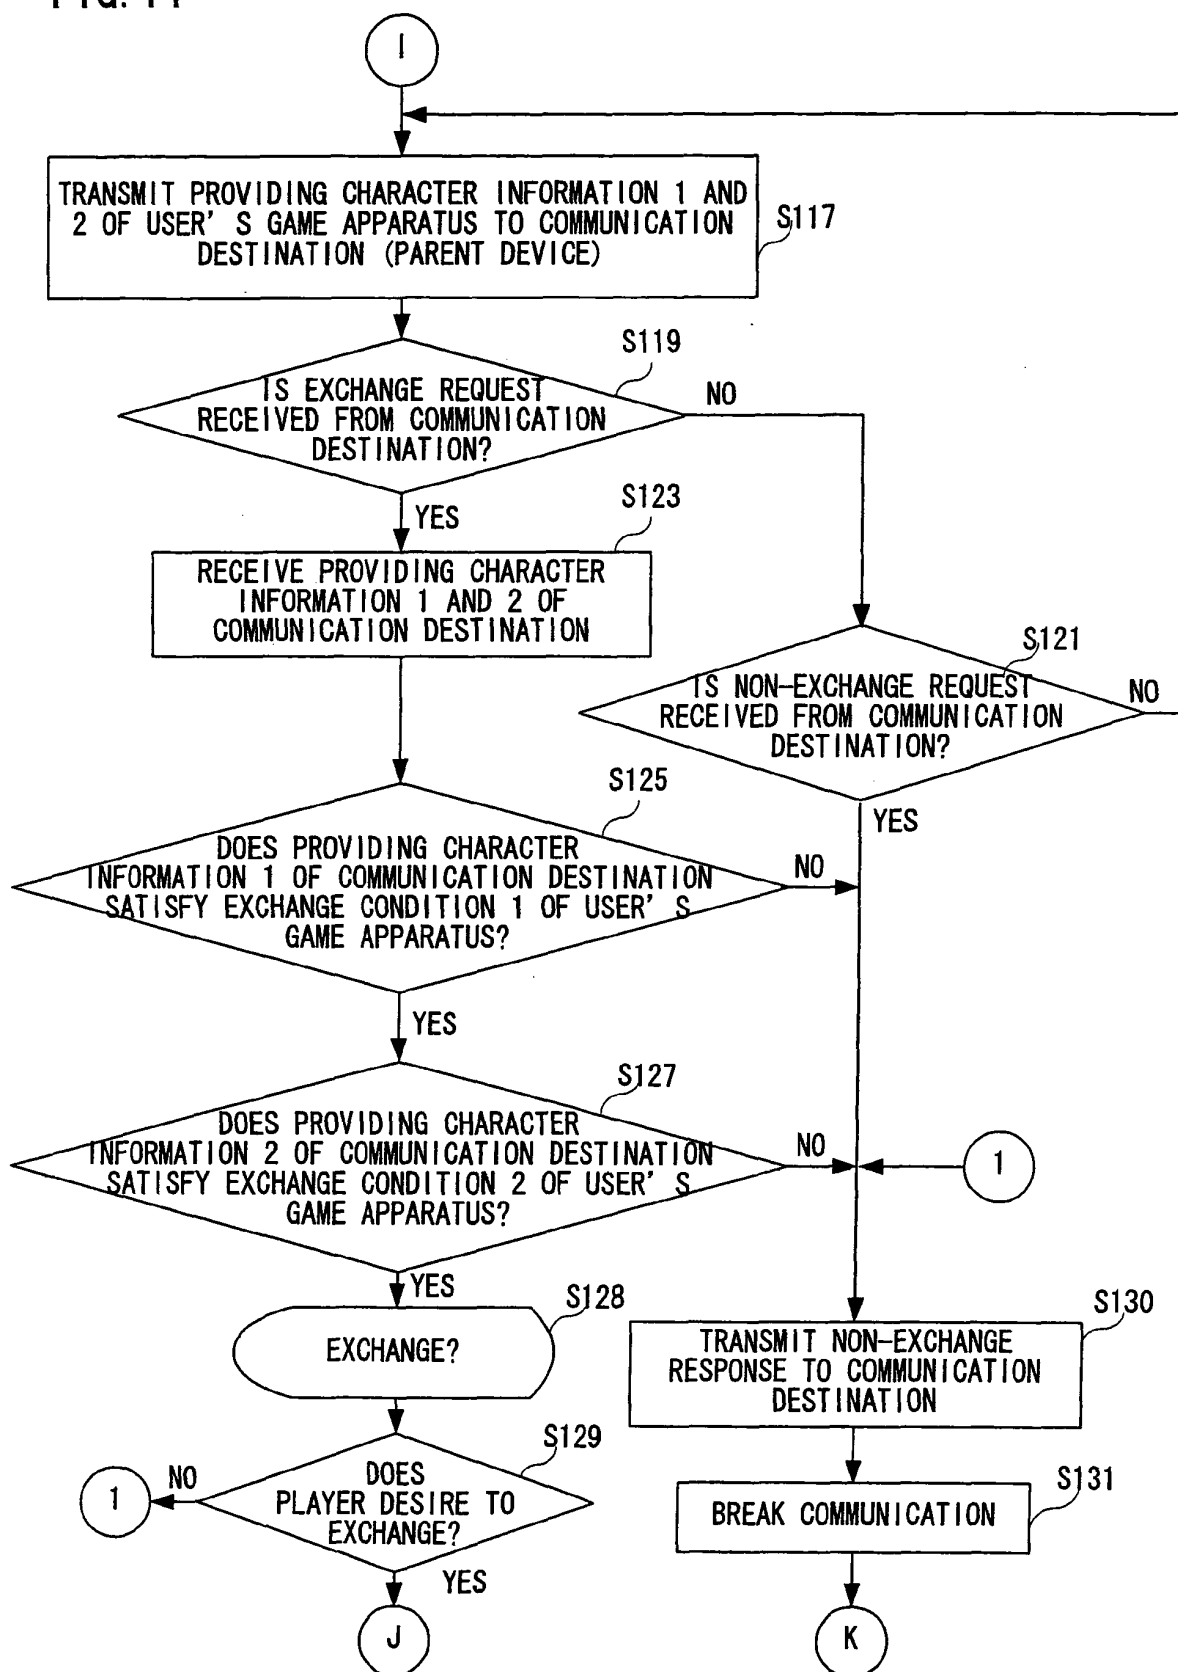 I
TRANSMIT PROVIDING CHARACTER INFORMATION 1 AND
2 OF USER'S GAME APPARATUS TO COMMUNICATION
DESTINATION (PARENT DEVICE)
S117
S119
IS EXCHANGE REQUEST
RECEIVED FROM COMMUNICATION
DESTINATION?
NO
YES
S123
RECEIVE PROVIDING CHARACTER
INFORMATION 1 AND 2 OF
COMMUNICATION DESTINATION
S121
IS NON-EXCHANGE REQUEST
RECEIVED FROM COMMUNICATION
DESTINATION?
NO
YES
S125
DOES PROVIDING CHARACTER
INFORMATION 1 OF COMMUNICATION DESTINATION
SATISFY EXCHANGE CONDITION 1 OF USER'S
GAME APPARATUS?
NO
YES
S127
DOES PROVIDING CHARACTER
INFORMATION 2 OF COMMUNICATION DESTINATION
SATISFY EXCHANGE CONDITION 2 OF USER'S
GAME APPARATUS?
NO
1
YES
S128
EXCHANGE?
S130
TRANSMIT NON-EXCHANGE
RESPONSE TO COMMUNICATION
DESTINATION
S129
DOES
PLAYER DESIRE TO
EXCHANGE?
NO
1
YES
S131
BREAK COMMUNICATION
J
K